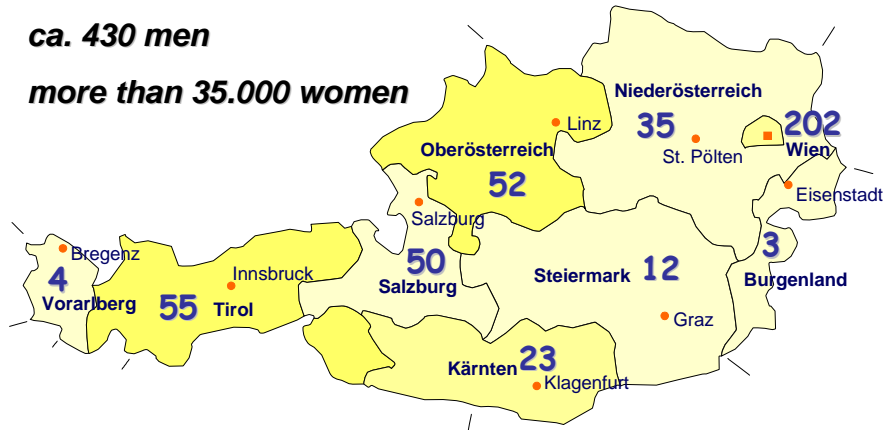 ca. 430 men
more than 35.000 women
Niederösterreich
35
202
Linz
Wien
St. Pölten
Oberösterreich
52
Eisenstadt
Salzburg
Bregenz
3
50
4
Innsbruck
Steiermark 12
Burgenland
Salzburg
Vorarlberg
55
Tirol
Graz
Kärnten
23
Klagenfurt